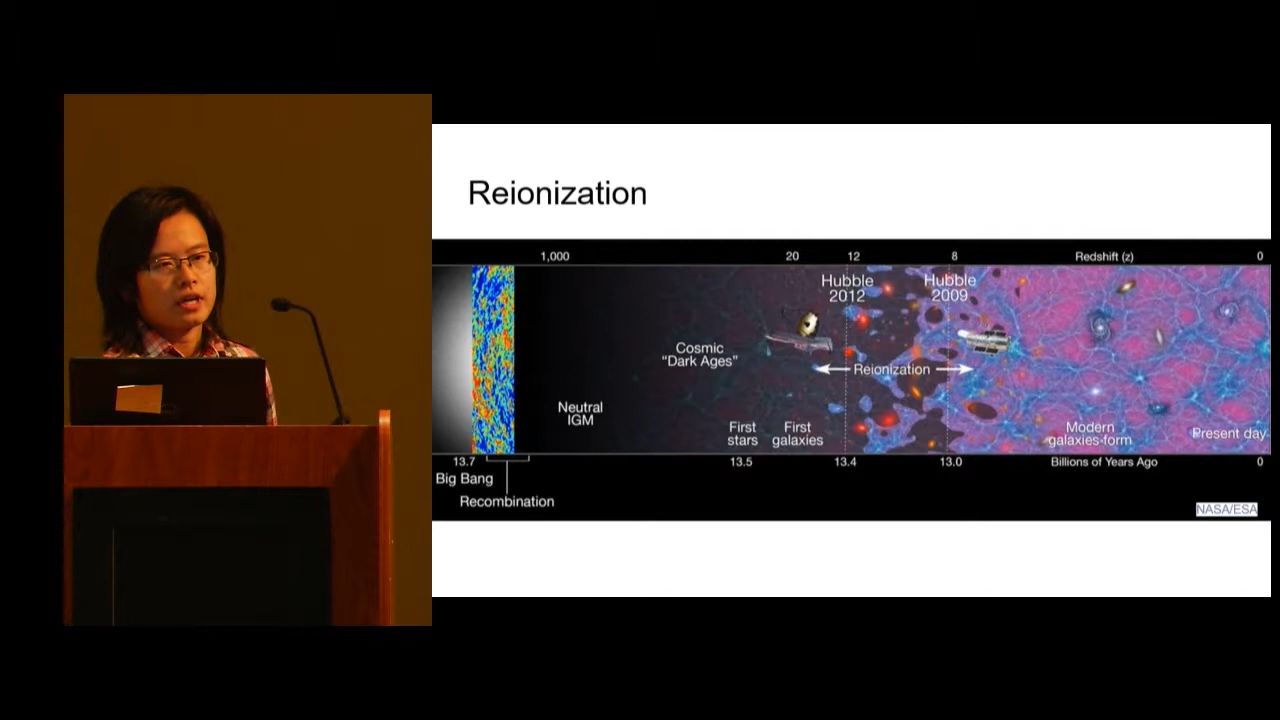 Reionization
1,000
20
12
8
Redshift (z)
0
Hubble
2012
Hubble
2009
Cosmic
"Dark Ages"
Reionization
Neutral
IGM
First
stars
First
galaxies
Modern
galaxies form
Present day
13.7
13.5
13.4
13.0
Billions of Years Ago
0
Big Bang
Recombination
NASA/ESA